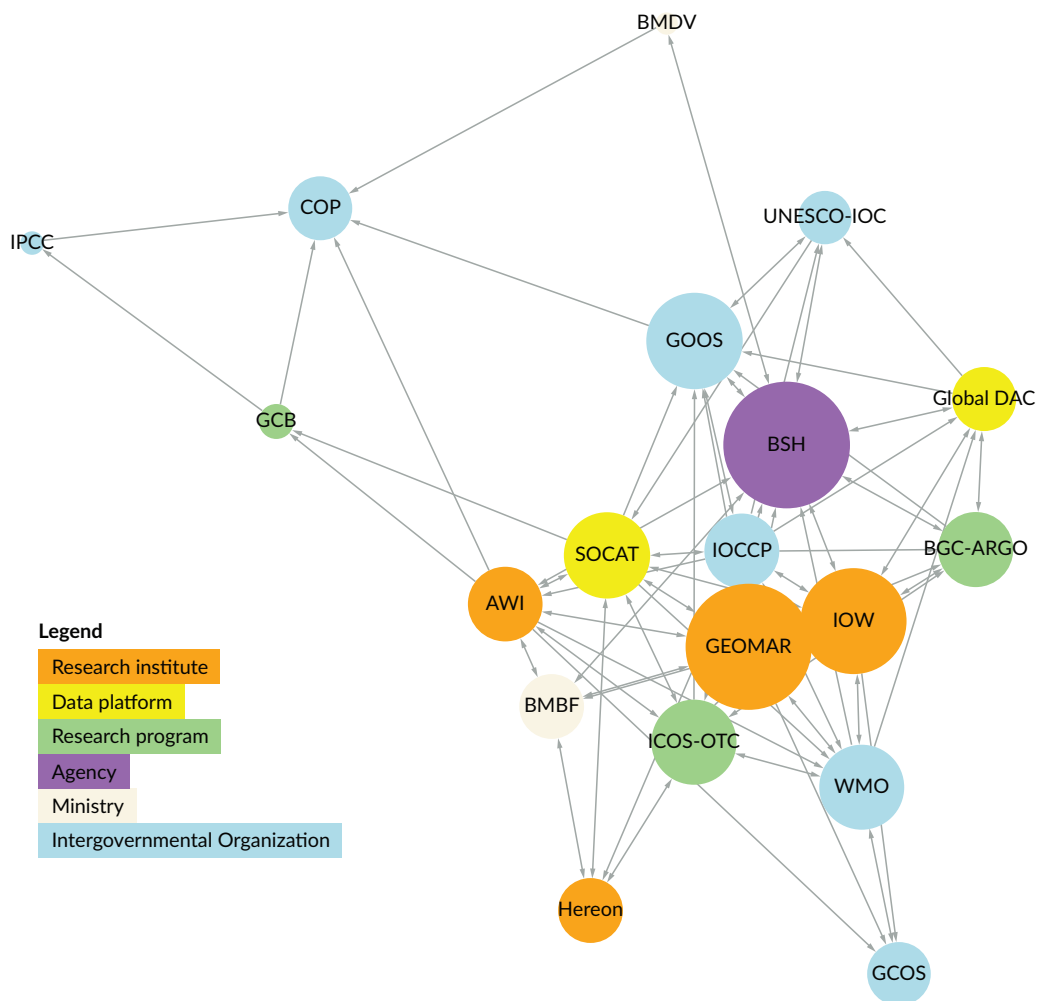 BMDV
COP
UNESCO-IOC
IPCC
GOOS
Global DAC
GCB
BSH
SOCAT
IOCCP
BGC-ARGO
AWI
IOW
GEOMAR
BMBF
ICOS-OTC
WMO
Hereon
GCOS
Legend
Research institute
Data platform
Research program
Agency
Ministry
Intergovernmental Organization